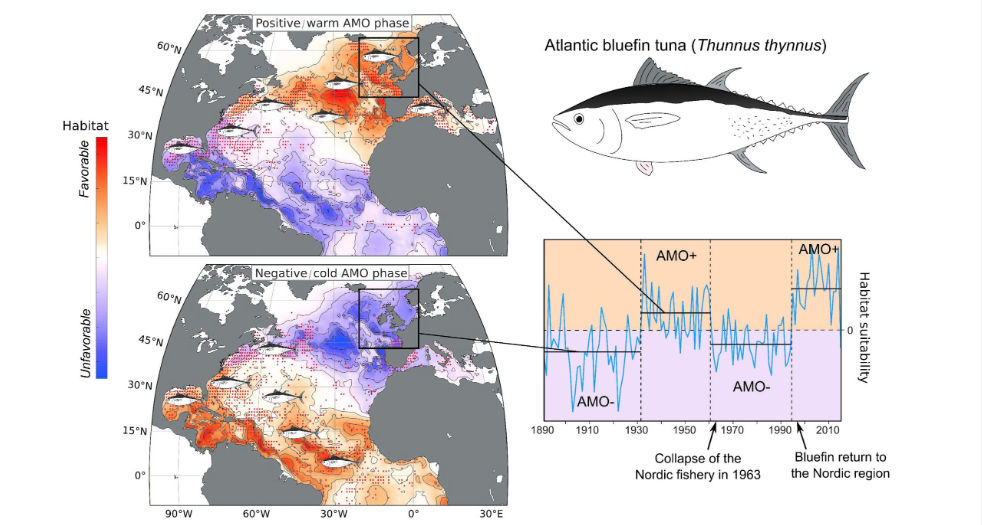 Positive/warm AMO phase
60°N
45°N
30°N
15°N
0°
Habitat
Favorable
Unfavorable
Negative/cold AMO phase
60°N
45°N
30°N
15°N
0°
90°W
60°W
30°W
0°
30°E
Atlantic bluefin tuna (Thunnus thynnus)
AMO+
AMO+
AMO-
AMO-
0
Habitat suitability
1890
1910
1930
1950
1970
1990
2010
Collapse of the
Nordic fishery in 1963
Bluefin return to
the Nordic region